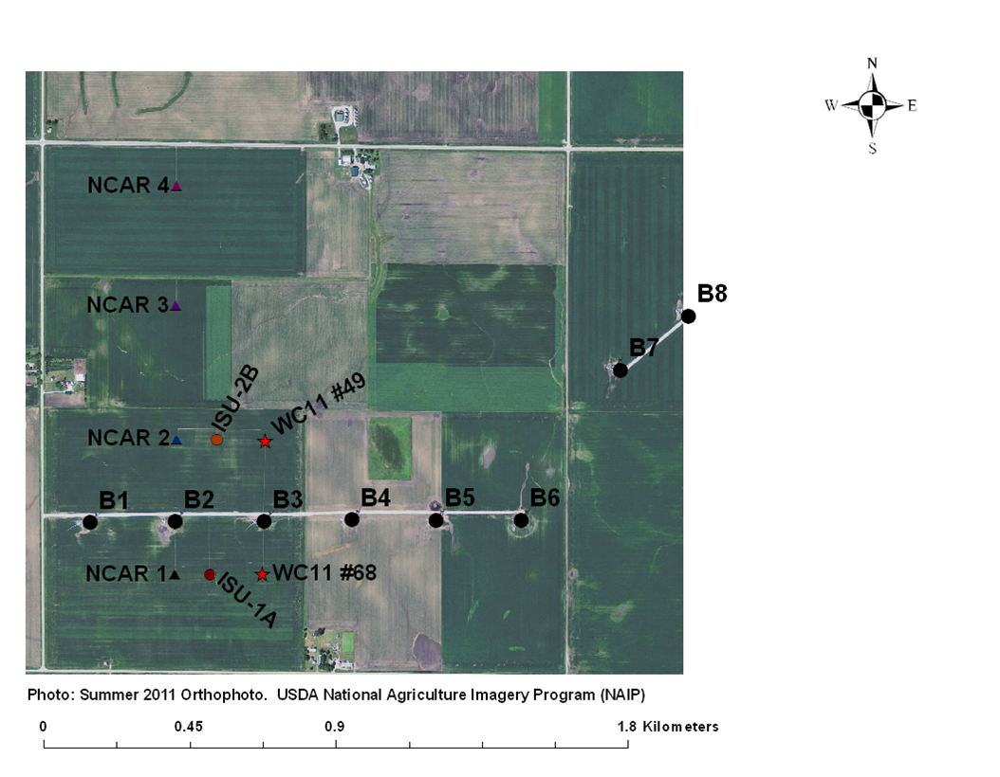 N
W E
S
NCAR 4
B8
NCAR 3
B7
ISU-2B
WC11 #49
NCAR 2
B1 B2 B3 B4 B5 B6
NCAR 1
ISU-1A
WC11 #68
Photo: Summer 2011 Orthophoto. USDA National Agriculture Imagery Program (NAIP)
0 0.45 0.9 1.8 Kilometers